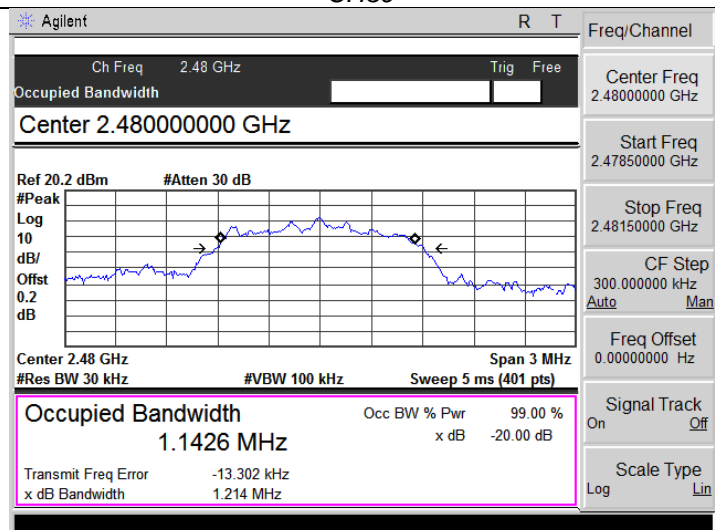 Agilent R T
Ch Freq 2.48 GHz Trig Free
Occupied Bandwidth
Center 2.480000000 GHz
Ref 20.2 dBm #Atten 30 dB
#Peak
Log
10
dB/
Offst
0.2
dB
Center 2.48 GHz Span 3 MHz
#Res BW 30 kHz #VBW 100 kHz Sweep 5 ms (401 pts)
Occupied Bandwidth Occ BW % Pwr 99.00 %
1.1426 MHz x dB -20.00 dB
Transmit Freq Error -13.302 kHz
x dB Bandwidth 1.214 MHz
Freq/Channel
Center Freq
2.48000000 GHz
Start Freq
2.47850000 GHz
Stop Freq
2.48150000 GHz
CF Step
300.000000 kHz
Auto Man
Freq Offset
0.00000000 Hz
Signal Track
On Off
Scale Type
Log Lin